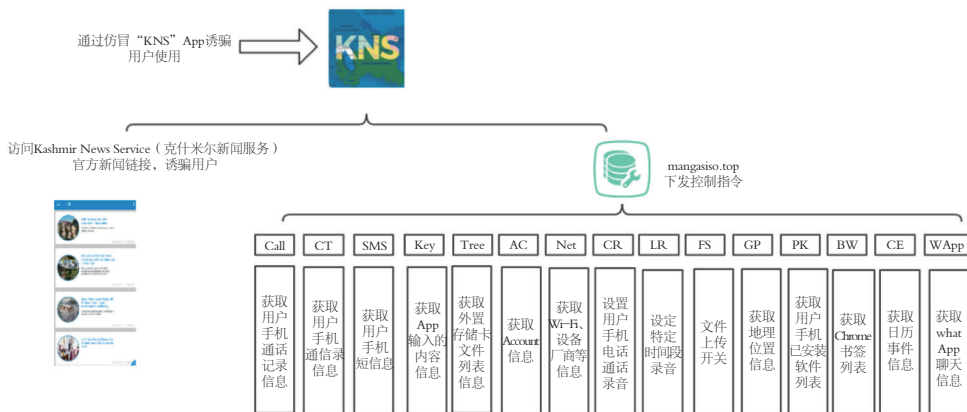 通过仿冒“KNS”App诱骗
用户使用
KNS
访问Kashmir News Service（克什米尔新闻服务）
官方新闻链接，诱骗用户
mangasiso.top
下发控制指令
Call
CT
SMS
Key
Tree
AC
Net
CR
LR
FS
GP
PK
BW
CE
WApp
获取
用户
手机
通话
记录
信息
获取
用户
手机
通信录
信息
获取
用户
手机
短信息
获取
App
输入的
内容
信息
获取
外置
存储卡
文件
列表
信息
获取
Account
信息
获取
Wi-Fi、
设备
厂商等
信息
设置
用户
手机
电话
通话
录音
设定
特定
时间段
录音
文件
上传
开关
获取
地理
位置
信息
获取
用户
手机
已安装
软件
列表
获取
Chrome
书签
列表
获取
日历
事件
信息
获取
what
App
聊天
信息